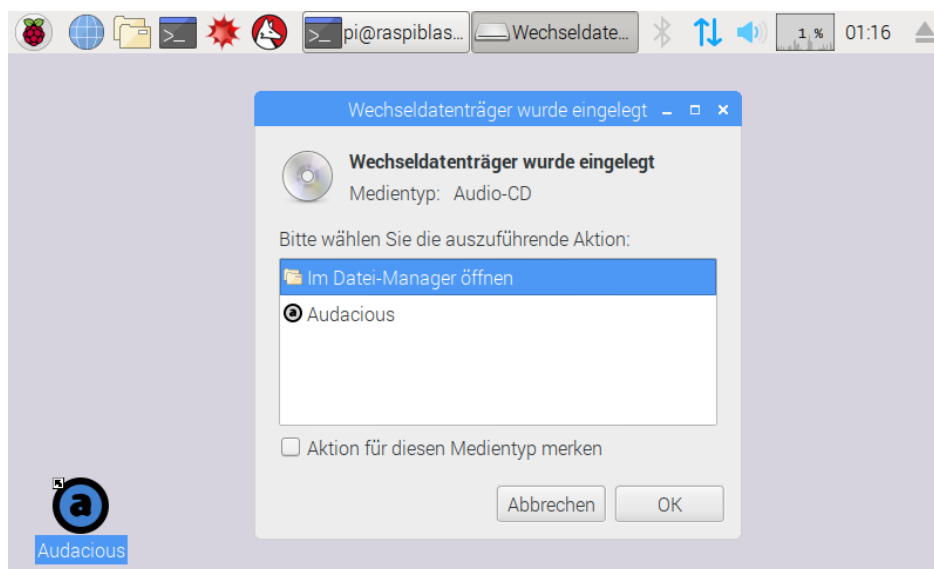 pi@raspiblas... Wechseldate... 1 % 01:16
Wechseldatenträger wurde eingelegt
Wechseldatenträger wurde eingelegt
Medientyp: Audio-CD
Bitte wählen Sie die auszuführende Aktion:
Im Datei-Manager öffnen
a Audacious
Aktion für diesen Medientyp merken
Abbrechen OK
a
Audacious